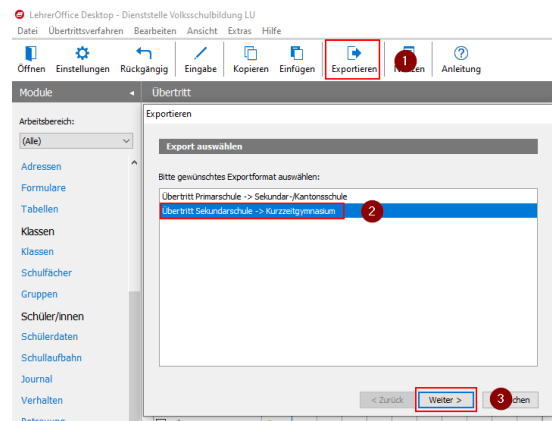 LehrerOffice Desktop - Dienststelle Volksschulbildung LU
Datei Übertrittsverfahren Bearbeiten Ansicht Extras Hilfe
Öffnen Einstellungen Rückgängig Eingabe Kopieren Einfügen Exportieren Anleitung
1
Module Übertritt
Arbeitsbereich:
(Alle)
Adressen
Formulare
Tabellen
Klassen
Klassen
Schulfächer
Gruppen
Schüler/innen
Schülerdaten
Schullaufbahn
Journal
Verhalten
Exportieren
Export auswählen
Bitte gewünschtes Exportformat auswählen:
Übertritt Primarschule -> Sekundar-/Kantonsschule
Übertritt Sekundarschule -> Kurzzeitgymnasium 2
< Zurück Weiter > 3